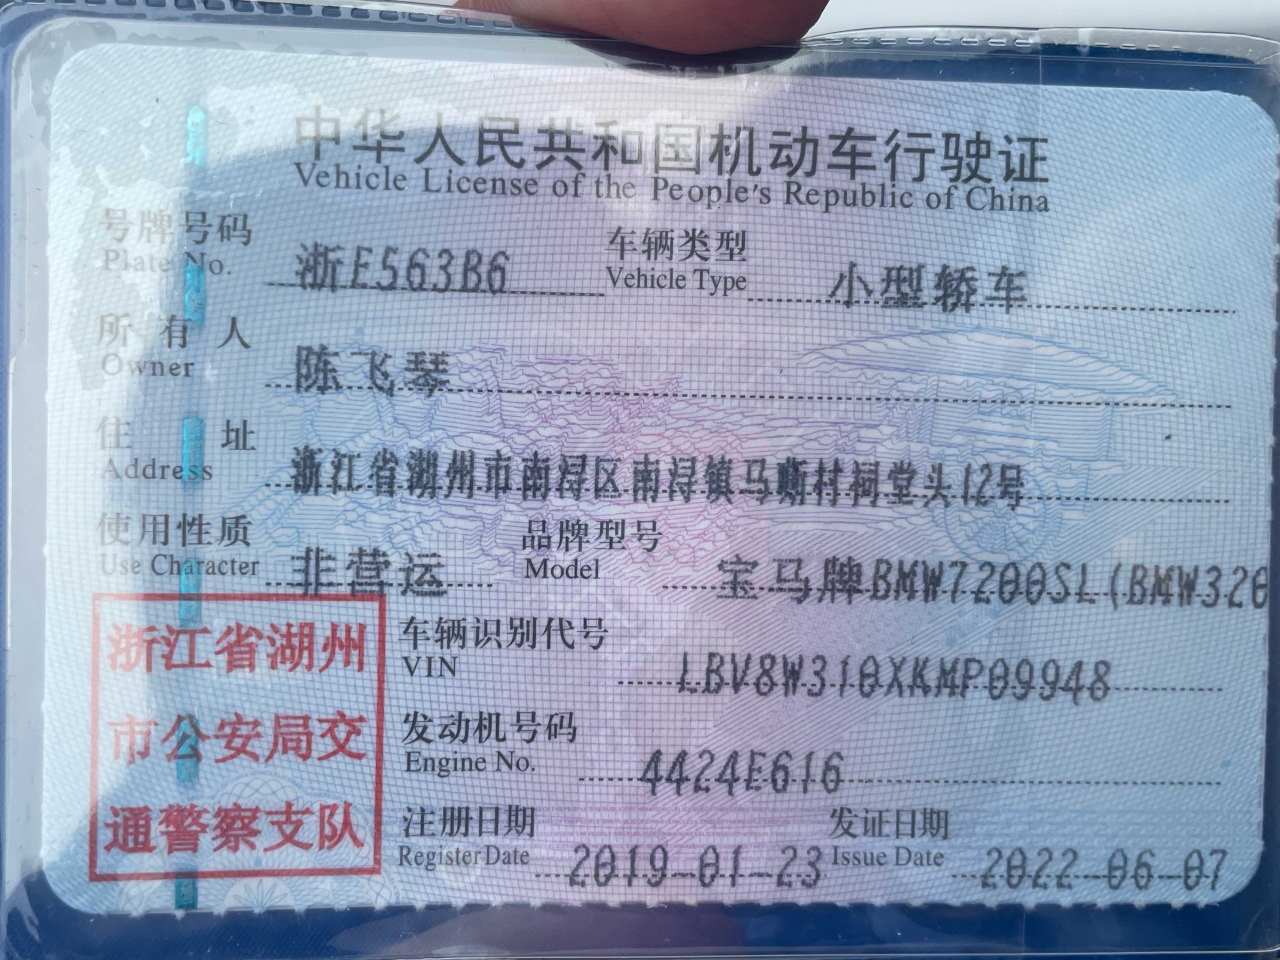 中华人民共和国机动车行驶证
Vehicle License of the People's Republic of China
号牌号码 浙E563B6 车辆类型 小型轿车
Plate No. Vehicle Type
所有人 陈飞琴
Owner
住址 浙江省湖州市南浔区南浔镇马嘶村祠堂头12号
Address
使用性质 非营运 品牌型号 宝马牌BMW7200SL(BMW320
Use Character Model
浙江省湖州
市公安局交
通警察支队
车辆识别代号 LBV8W310XKMP09948
VIN
发动机号码 4424E616
Engine No.
注册日期 2019-01-23 发证日期 2022-06-07
Register Date Issue Date